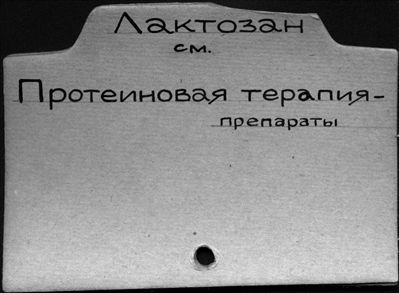 Лактозан
см.
Протеиновая терапия-
препараты